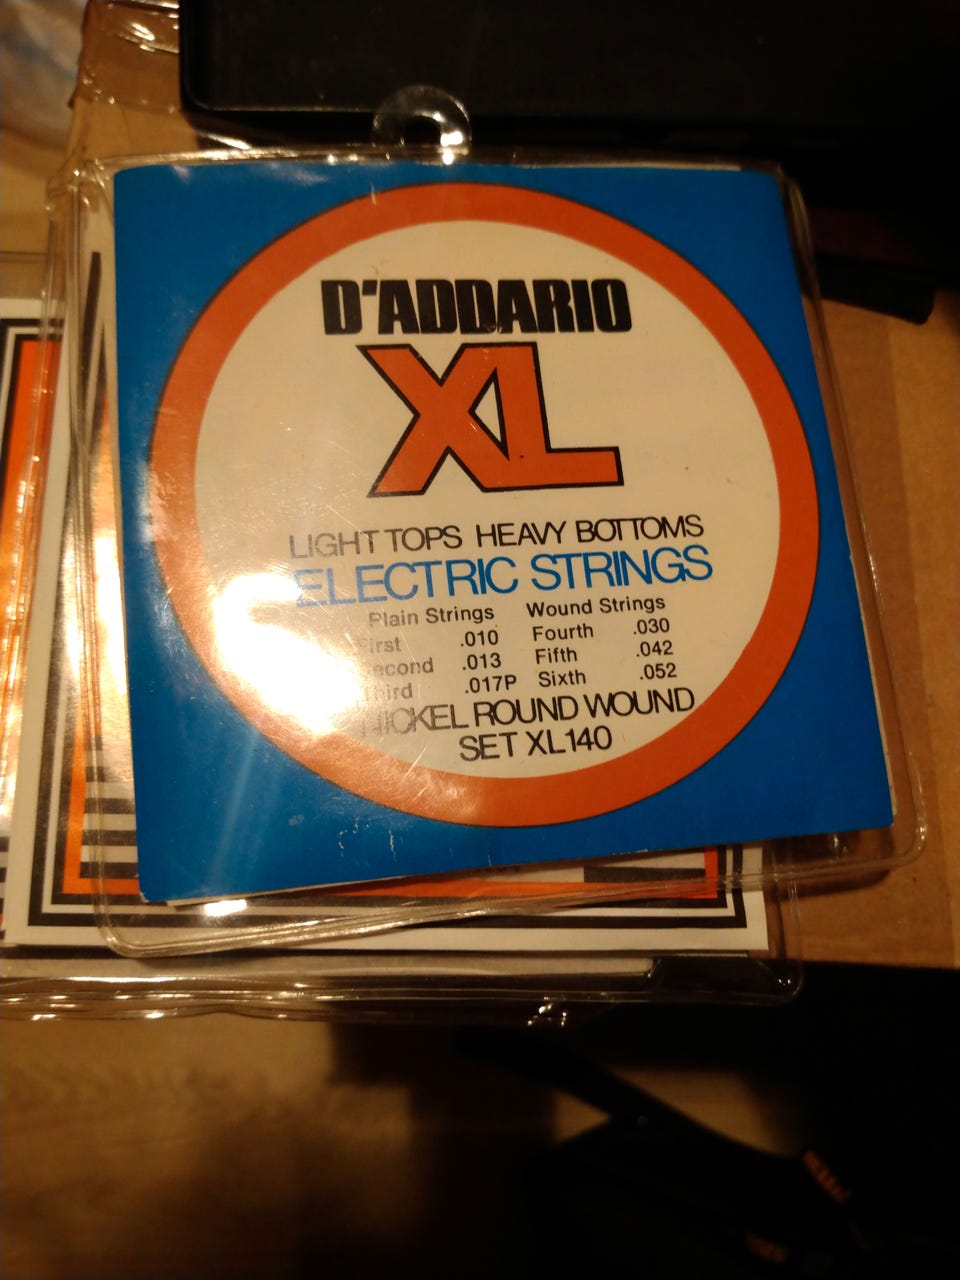 D'ADDARIO
XL
LIGHT TOPS HEAVY BOTTOMS
ELECTRIC STRINGS
Plain Strings Wound Strings
First .010 Fourth .030
Second .013 Fifth .042
Third .017P Sixth .052
NICKEL ROUND WOUND
SET XL140